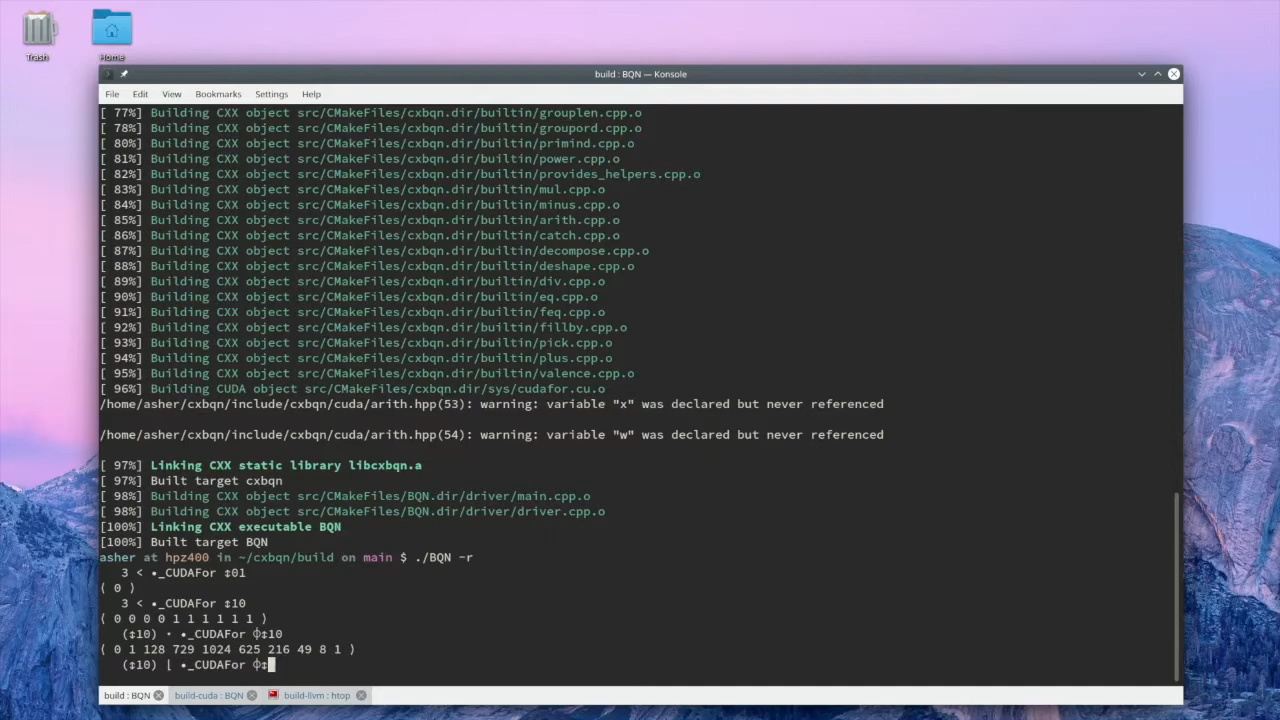 Trash
Home
build : BQN — Konsole
File Edit View Bookmarks Settings Help
[ 77%] Building CXX object src/CMakeFiles/cxbqn.dir/builtin/grouplen.cpp.o
[ 78%] Building CXX object src/CMakeFiles/cxbqn.dir/builtin/groupord.cpp.o
[ 80%] Building CXX object src/CMakeFiles/cxbqn.dir/builtin/primind.cpp.o
[ 81%] Building CXX object src/CMakeFiles/cxbqn.dir/builtin/power.cpp.o
[ 82%] Building CXX object src/CMakeFiles/cxbqn.dir/builtin/provides_helpers.cpp.o
[ 83%] Building CXX object src/CMakeFiles/cxbqn.dir/builtin/mul.cpp.o
[ 84%] Building CXX object src/CMakeFiles/cxbqn.dir/builtin/minus.cpp.o
[ 85%] Building CXX object src/CMakeFiles/cxbqn.dir/builtin/arith.cpp.o
[ 86%] Building CXX object src/CMakeFiles/cxbqn.dir/builtin/catch.cpp.o
[ 87%] Building CXX object src/CMakeFiles/cxbqn.dir/builtin/decompose.cpp.o
[ 88%] Building CXX object src/CMakeFiles/cxbqn.dir/builtin/deshape.cpp.o
[ 89%] Building CXX object src/CMakeFiles/cxbqn.dir/builtin/div.cpp.o
[ 90%] Building CXX object src/CMakeFiles/cxbqn.dir/builtin/eq.cpp.o
[ 91%] Building CXX object src/CMakeFiles/cxbqn.dir/builtin/feq.cpp.o
[ 92%] Building CXX object src/CMakeFiles/cxbqn.dir/builtin/fillby.cpp.o
[ 93%] Building CXX object src/CMakeFiles/cxbqn.dir/builtin/pick.cpp.o
[ 94%] Building CXX object src/CMakeFiles/cxbqn.dir/builtin/plus.cpp.o
[ 95%] Building CXX object src/CMakeFiles/cxbqn.dir/builtin/valence.cpp.o
[ 96%] Building CUDA object src/CMakeFiles/cxbqn.dir/sys/cudafor.cu.o
/home/asher/cxbqn/include/cxbqn/cuda/arith.hpp(53): warning: variable "x" was declared but never referenced
/home/asher/cxbqn/include/cxbqn/cuda/arith.hpp(54): warning: variable "w" was declared but never referenced
[ 97%] Linking CXX static library libcxbqn.a
[ 97%] Built target cxbqn
[ 98%] Building CXX object src/CMakeFiles/BQN.dir/driver/main.cpp.o
[ 98%] Building CXX object src/CMakeFiles/BQN.dir/driver/driver.cpp.o
[100%] Linking CXX executable BQN
[100%] Built target BQN
asher at hpz400 in ~/cxbqn/build on main $ ./BQN -r
3 < •_CUDAFor ↕01
( 0 )
3 < •_CUDAFor ↕10
( 0 0 0 0 1 1 1 1 1 1 )
(↕10) ⋆ •_CUDAFor ⌽↕10
( 0 1 128 729 1024 625 216 49 8 1 )
(↕10) ⌊ •_CUDAFor ⌽↕
build : BQN build-cuda : BQN build-llvm : htop